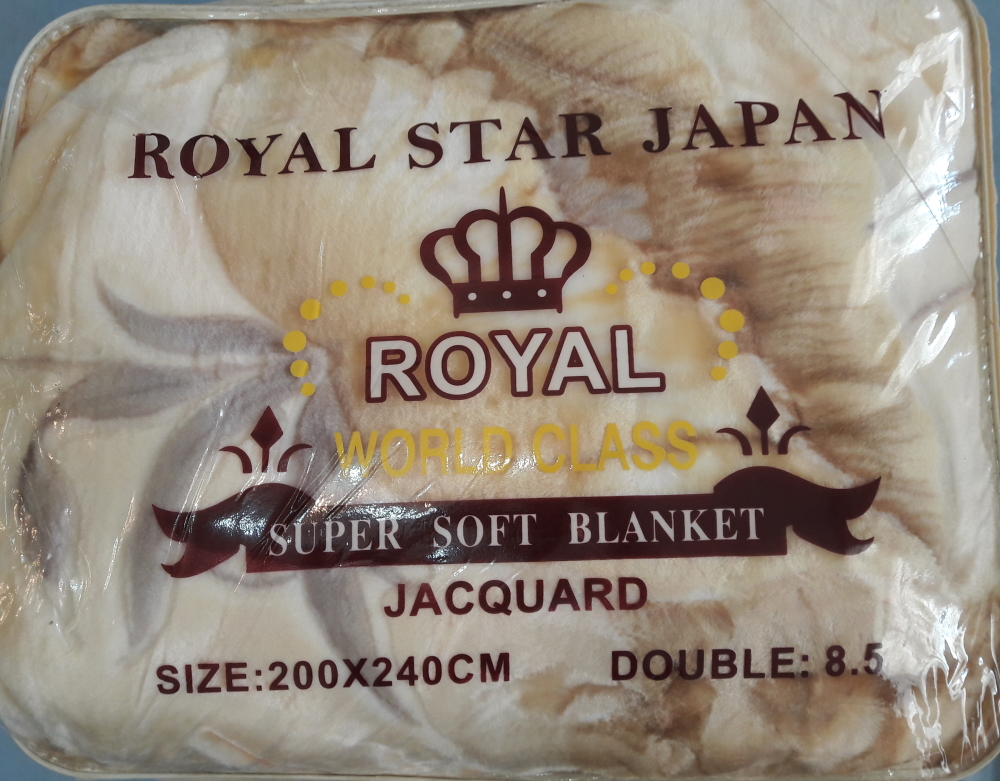 ROYAL STAR JAPAN
ROYAL
WORLD CLASS
SUPER SOFT BLANKET
JACQUARD
SIZE:200X240CM DOUBLE: 8.5